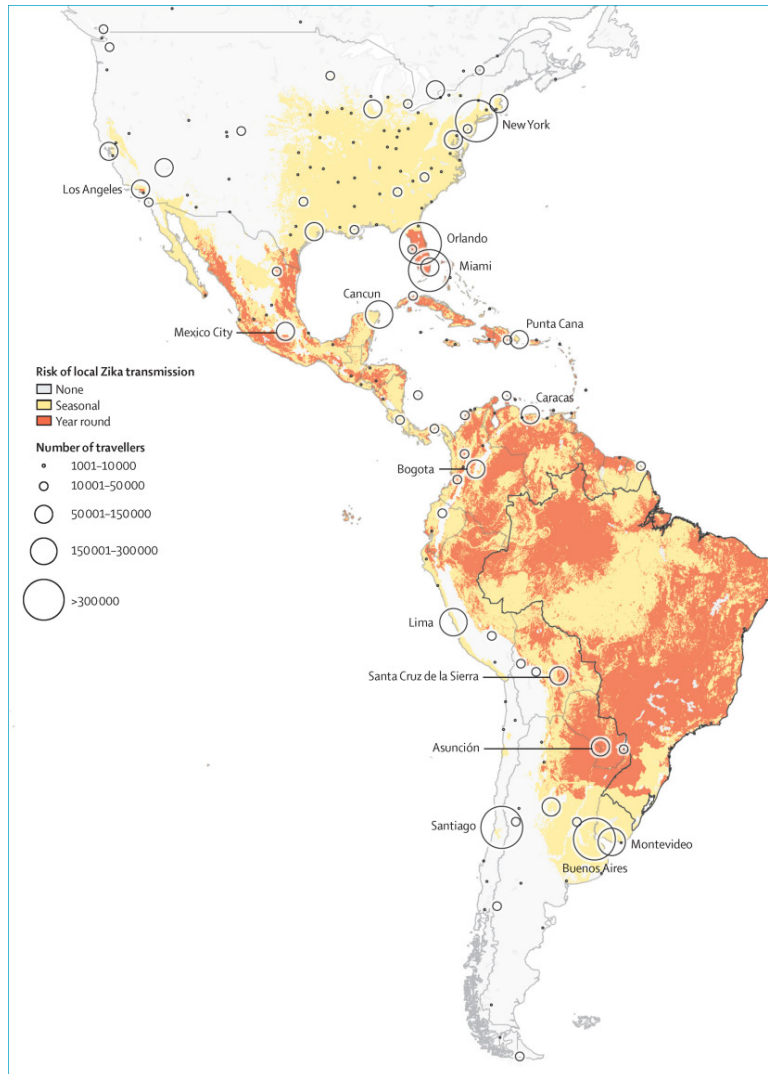 New York
Los Angeles
Orlando
Miami
Cancun
Mexico City
Punta Cana
Risk of local Zika transmission
None
Seasonal
Year round
Caracas
Number of travellers
1001–10 000
10 001–50 000
50 001–150 000
150 001–300 000
>300 000
Bogota
Lima
Santa Cruz de la Sierra
Asunción
Santiago
Montevideo
Buenos Aires